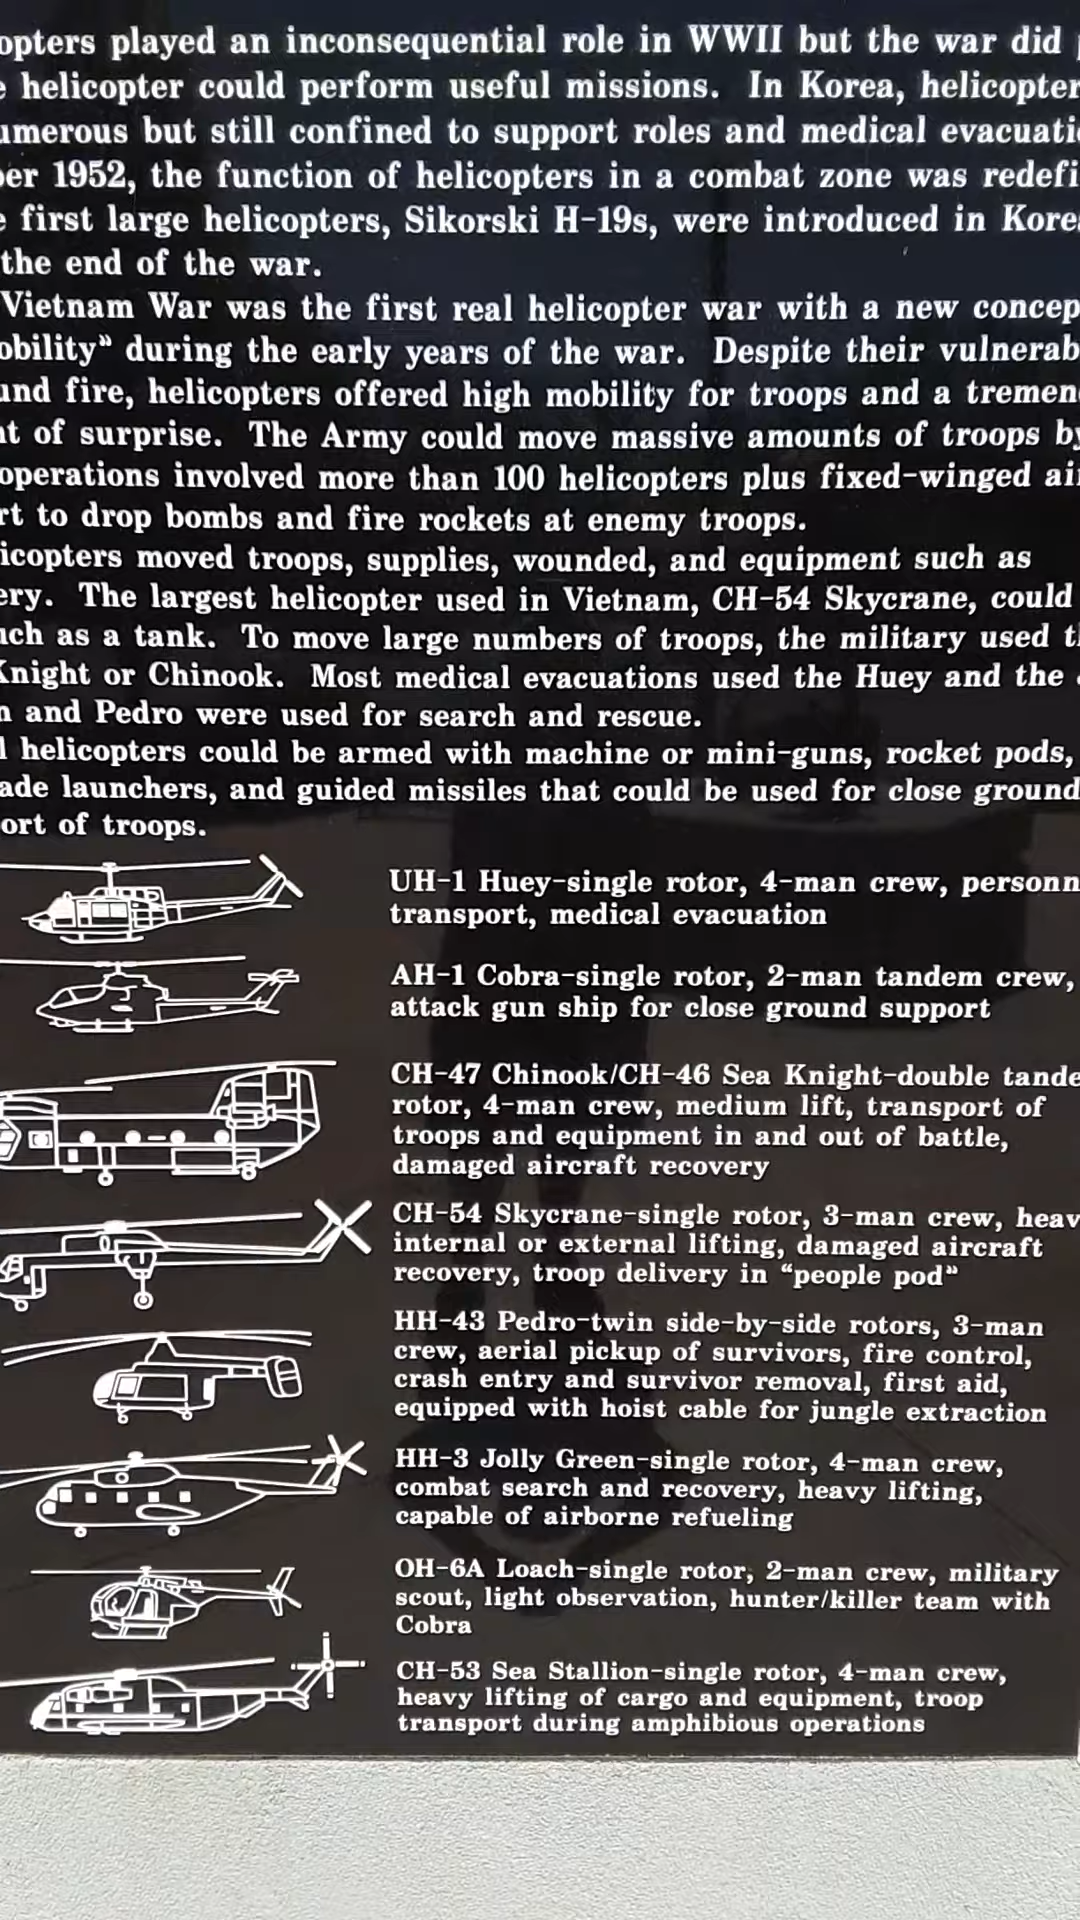 opters played an inconsequential role in WWII but the war did
helicopter could perform useful missions. In Korea, helicopter
umerous but still confined to support roles and medical evacuati
ber 1952, the function of helicopters in a combat zone was redefi
e first large helicopters, Sikorski H-19s, were introduced in Kore
the end of the war.
Vietnam War was the first real helicopter war with a new concep
obility" during the early years of the war. Despite their vulnerab
und fire, helicopters offered high mobility for troops and a tremen
nt of surprise. The Army could move massive amounts of troops by
operations involved more than 100 helicopters plus fixed-winged ai
rt to drop bombs and fire rockets at enemy troops.
icopters moved troops, supplies, wounded, and equipment such as
ery. The largest helicopter used in Vietnam, CH-54 Skycrane, could
uch as a tank. To move large numbers of troops, the military used t
Knight or Chinook. Most medical evacuations used the Huey and the
n and Pedro were used for search and rescue.
l helicopters could be armed with machine or mini-guns, rocket pods,
ade launchers, and guided missiles that could be used for close ground
ort of troops.
UH-1 Huey-single rotor, 4-man crew, personn
transport, medical evacuation
AH-1 Cobra-single rotor, 2-man tandem crew,
attack gun ship for close ground support
CH-47 Chinook/CH-46 Sea Knight-double tande
rotor, 4-man crew, medium lift, transport of
troops and equipment in and out of battle,
damaged aircraft recovery
CH-54 Skycrane-single rotor, 3-man crew, heav
internal or external lifting, damaged aircraft
recovery, troop delivery in "people pod"
HH-43 Pedro-twin side-by-side rotors, 3-man
crew, aerial pickup of survivors, fire control,
crash entry and survivor removal, first aid,
equipped with hoist cable for jungle extraction
HH-3 Jolly Green-single rotor, 4-man crew,
combat search and recovery, heavy lifting,
capable of airborne refueling
OH-6A Loach-single rotor, 2-man crew, military
scout, light observation, hunter/killer team with
Cobra
CH-53 Sea Stallion-single rotor, 4-man crew,
heavy lifting of cargo and equipment, troop
transport during amphibious operations